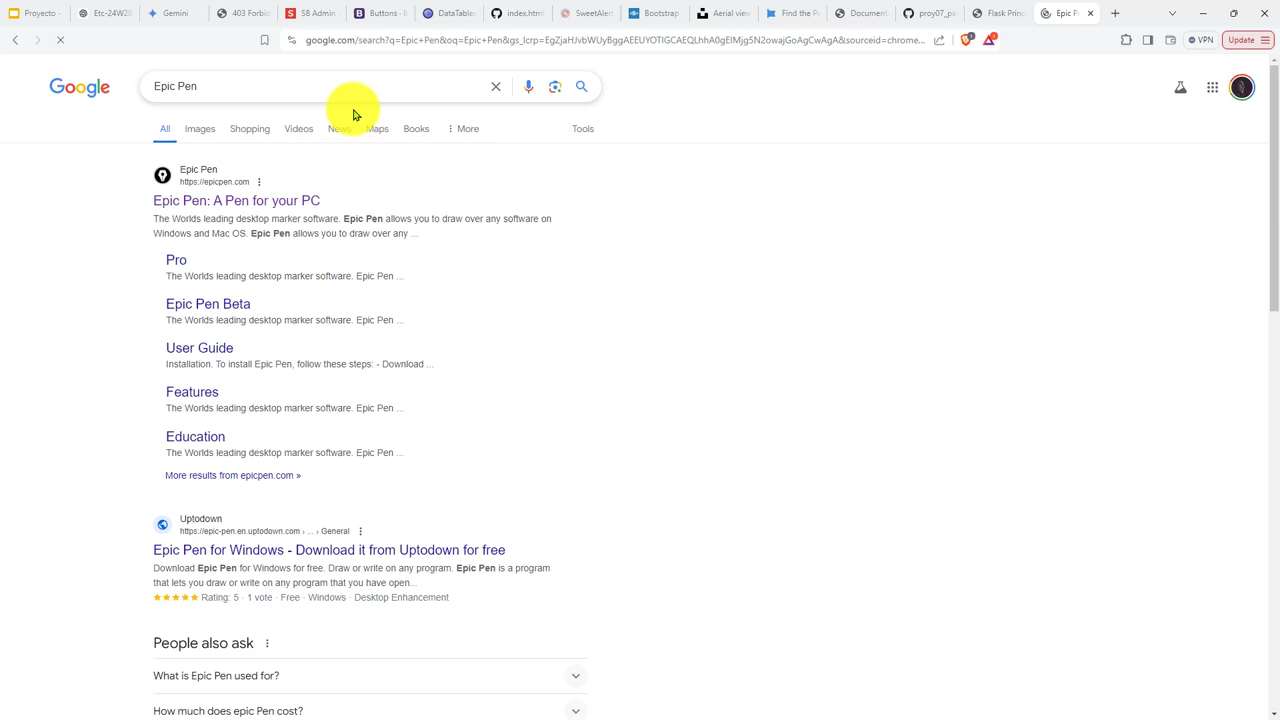 Proyecto -
Etc-24W28
Gemini
403 Forbid
SB Admin
Buttons - B
DataTables
index.html
SweetAlert
Bootstrap
Aerial view
Find the Pe
Document
proy07_pa
Flask Princ
Epic P
google.com/search?q=Epic+Pen&oq=Epic+Pen&gs_lcrp=EgZjaHJvbWUyBggAEEUYOTIGCAEQLhhA0gEIMjg5N2owajGoAgCwAgA&sourceid=chrome...
VPN
Update
Google
Epic Pen
All
Images
Shopping
Videos
News
Maps
Books
More
Tools
Epic Pen
https://epicpen.com
Epic Pen: A Pen for your PC
The Worlds leading desktop marker software. Epic Pen allows you to draw over any software on
Windows and Mac OS. Epic Pen allows you to draw over any ...
Pro
The Worlds leading desktop marker software. Epic Pen ...
Epic Pen Beta
The Worlds leading desktop marker software. Epic Pen ...
User Guide
Installation. To install Epic Pen, follow these steps: - Download ...
Features
The Worlds leading desktop marker software. Epic Pen ...
Education
The Worlds leading desktop marker software. Epic Pen ...
More results from epicpen.com »
Uptodown
https://epic-pen.en.uptodown.com › ... › General
Epic Pen for Windows - Download it from Uptodown for free
Download Epic Pen for Windows for free. Draw or write on any program. Epic Pen is a program
that lets you draw or write on any program that you have open...
Rating: 5 · 1 vote · Free · Windows · Desktop Enhancement
People also ask
What is Epic Pen used for?
How much does epic Pen cost?